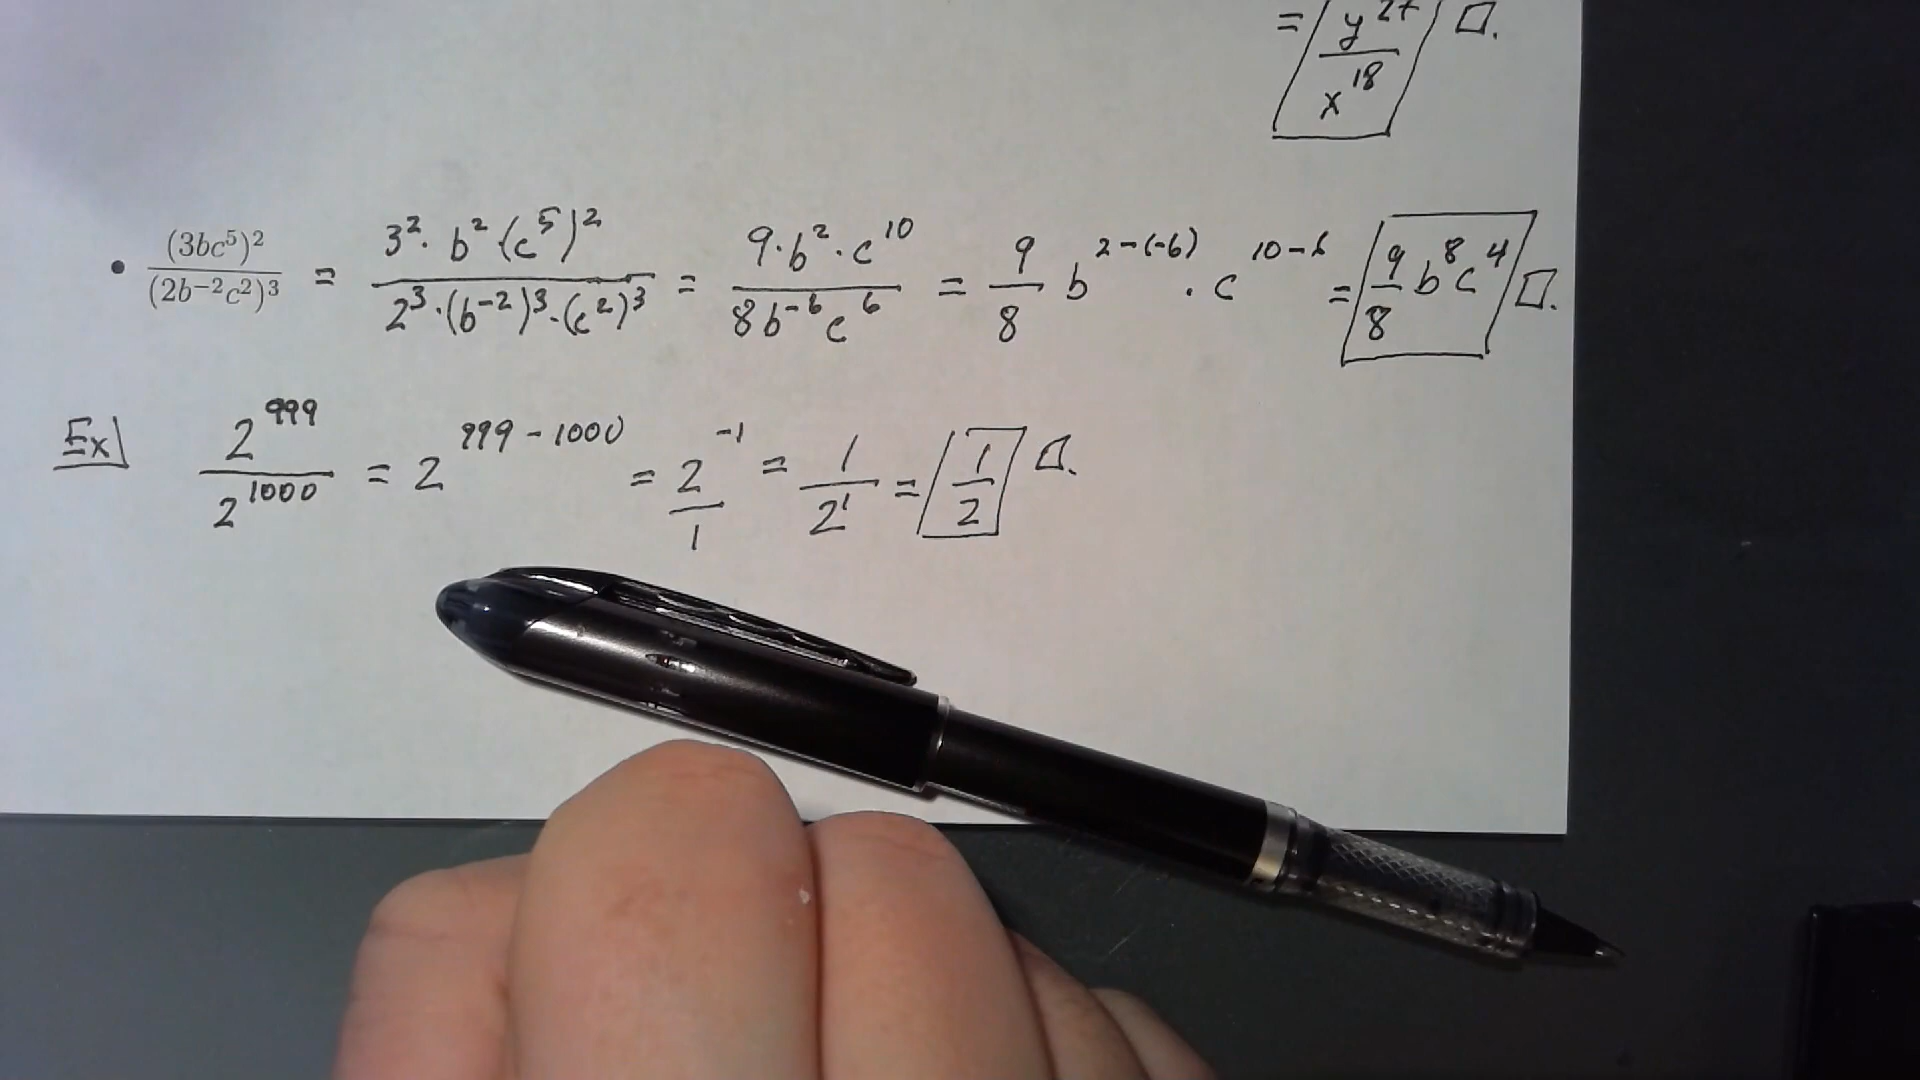 = y^27 / x^18 □.
• (3bc^5)^2 / (2b^-2c^2)^3 = 3^2 · b^2 · (c^5)^2 / 2^3 · (b^-2)^3 · (c^2)^3 = 9 · b^2 · c^10 / 8b^-6c^6 = 9/8 b^2-(-6) · c^10-6 = 9/8 b^8c^4 □.
Ex) 2^999 / 2^1000 = 2^999-1000 = 2^-1 / 1 = 1 / 2^1 = 1/2 □.